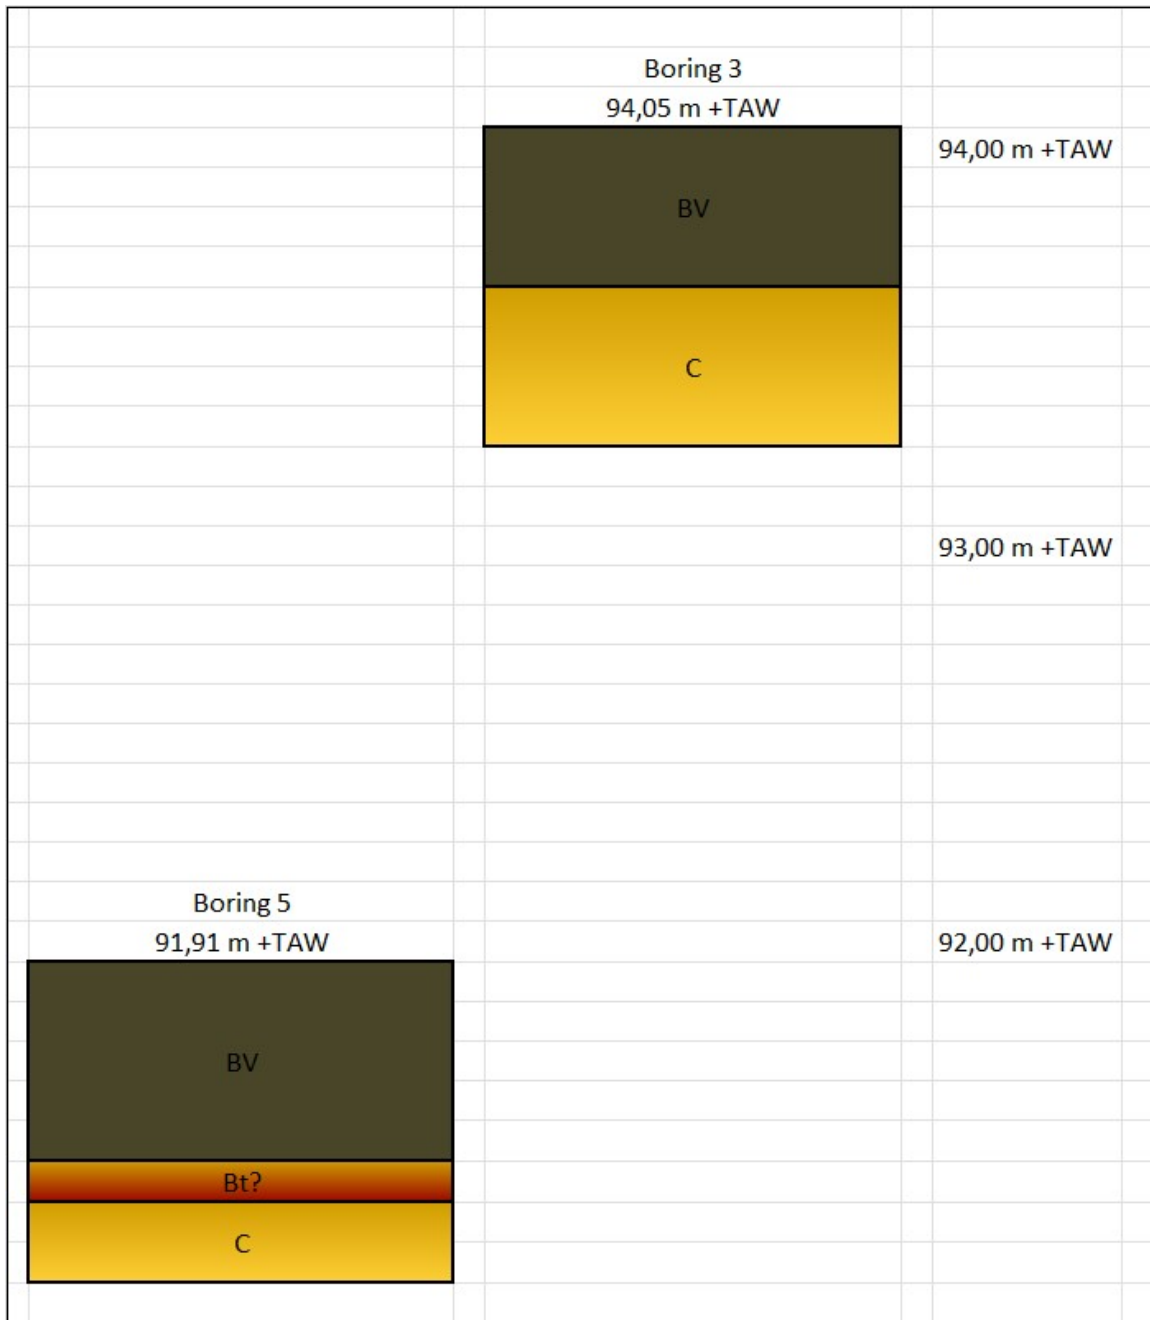 Boring 3
94,05 m +TAW
94,00 m +TAW
BV
C
93,00 m +TAW
Boring 5
91,91 m +TAW
92,00 m +TAW
BV
Bt?
C